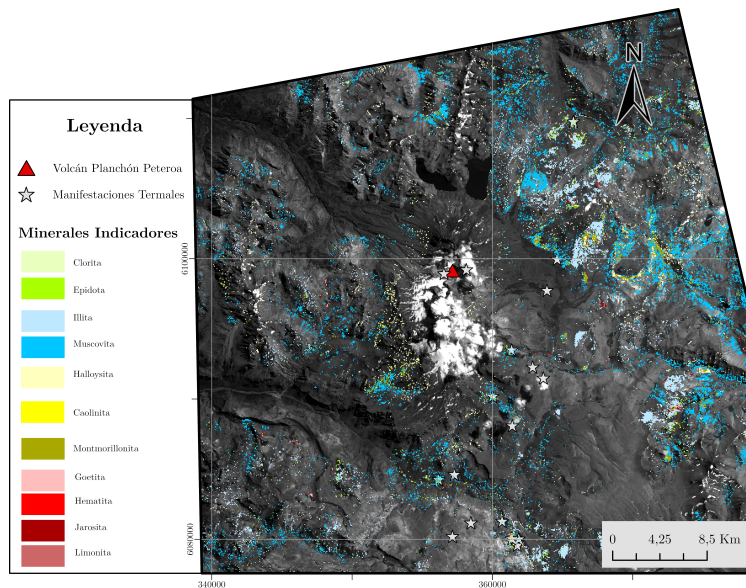 N
Leyenda
Volcán Planchón Peteroa
Manifestaciones Termales
Minerales Indicadores
Clorita
Epidota
Illita
Muscovita
Halloysita
Caolinita
Montmorillonita
Goetita
Hematita
Jarosita
Limonita
6100000
6080000
0 4,25 8,5 Km
340000 360000